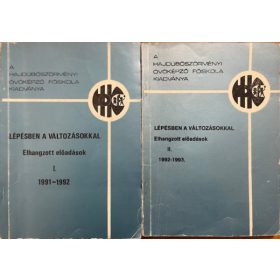 A
HAJDÚBÖSZÖRMÉNYI
ÓVÓKÉPZŐ FŐISKOLA
KIADVÁNYA
LÉPÉSBEN A VÁLTOZÁSOKKAL
Elhangzott előadások
I.
1991-1992
A
HAJDÚBÖSZÖRMÉNYI
ÓVÓKÉPZŐ FŐISKOLA
KIADVÁNYA
LÉPÉSBEN A VÁLTOZÁSOKKAL
Elhangzott előadások
II.
1992-1993.